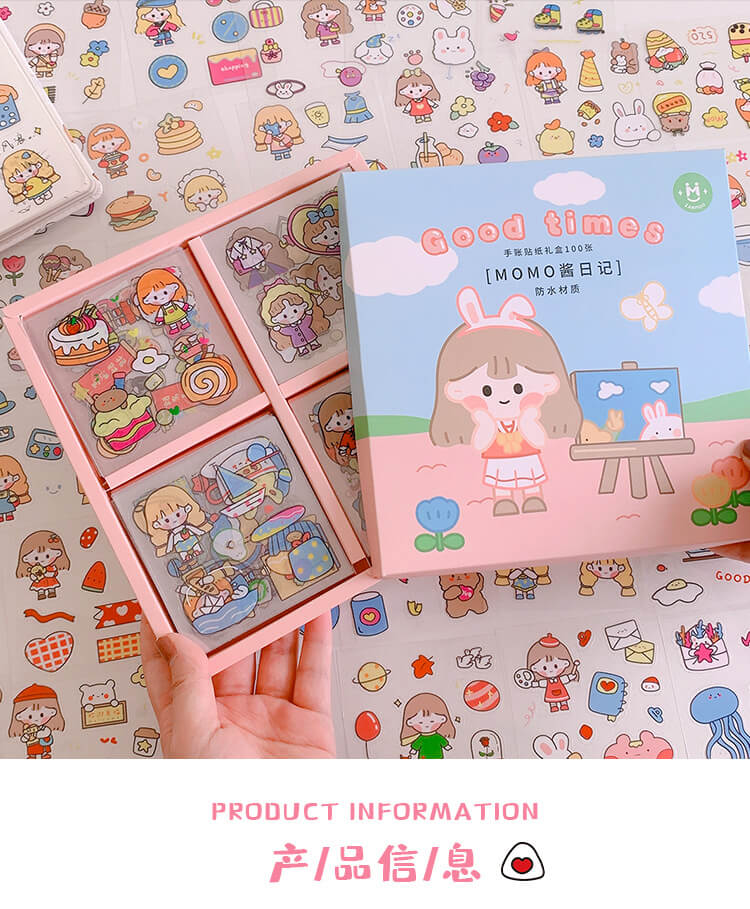 Good times
手账贴纸礼盒100张
[MOMO酱日记]
防水材质
PRODUCT INFORMATION
产/品信/息